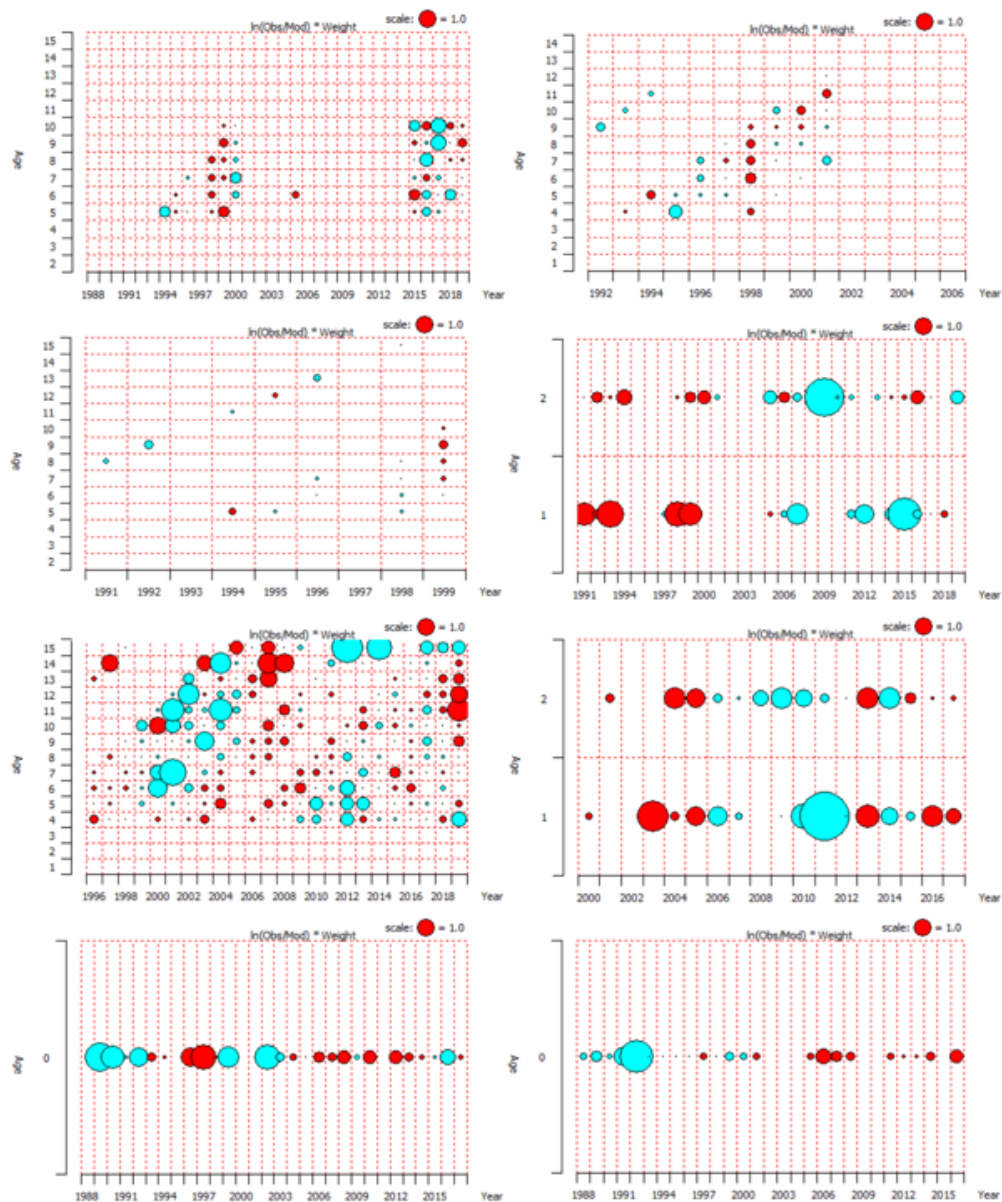 scale: = 1.0
ln(Obs/Mod) * Weight
15
14
13
12
11
10
9
8
7
6
5
4
3
2
Age
1988 1991 1994 1997 2000 2003 2006 2009 2012 2015 2018 Year
scale: = 1.0
ln(Obs/Mod) * Weight
14
13
12
11
10
9
8
7
6
5
4
3
2
1
Age
1992 1994 1996 1998 2000 2002 2004 2006 Year
scale: = 1.0
ln(Obs/Mod) * Weight
15
14
13
12
11
10
9
8
7
6
5
4
3
2
Age
1991 1992 1993 1994 1995 1996 1997 1998 1999 Year
scale: = 1.0
ln(Obs/Mod) * Weight
2
1
Age
1991 1994 1997 2000 2003 2006 2009 2012 2015 2018 Year
scale: = 1.0
ln(Obs/Mod) * Weight
15
14
13
12
11
10
9
8
7
6
5
4
3
2
1
Age
1996 1998 2000 2002 2004 2006 2008 2010 2012 2014 2016 2018 Year
scale: = 1.0
ln(Obs/Mod) * Weight
2
1
Age
2000 2002 2004 2006 2008 2010 2012 2014 2016 Year
scale: = 1.0
ln(Obs/Mod) * Weight
0
Age
1988 1991 1994 1997 2000 2003 2006 2009 2012 2015 Year
scale: = 1.0
ln(Obs/Mod) * Weight
0
Age
1988 1991 1994 1997 2000 2003 2006 2009 2012 2015 Year